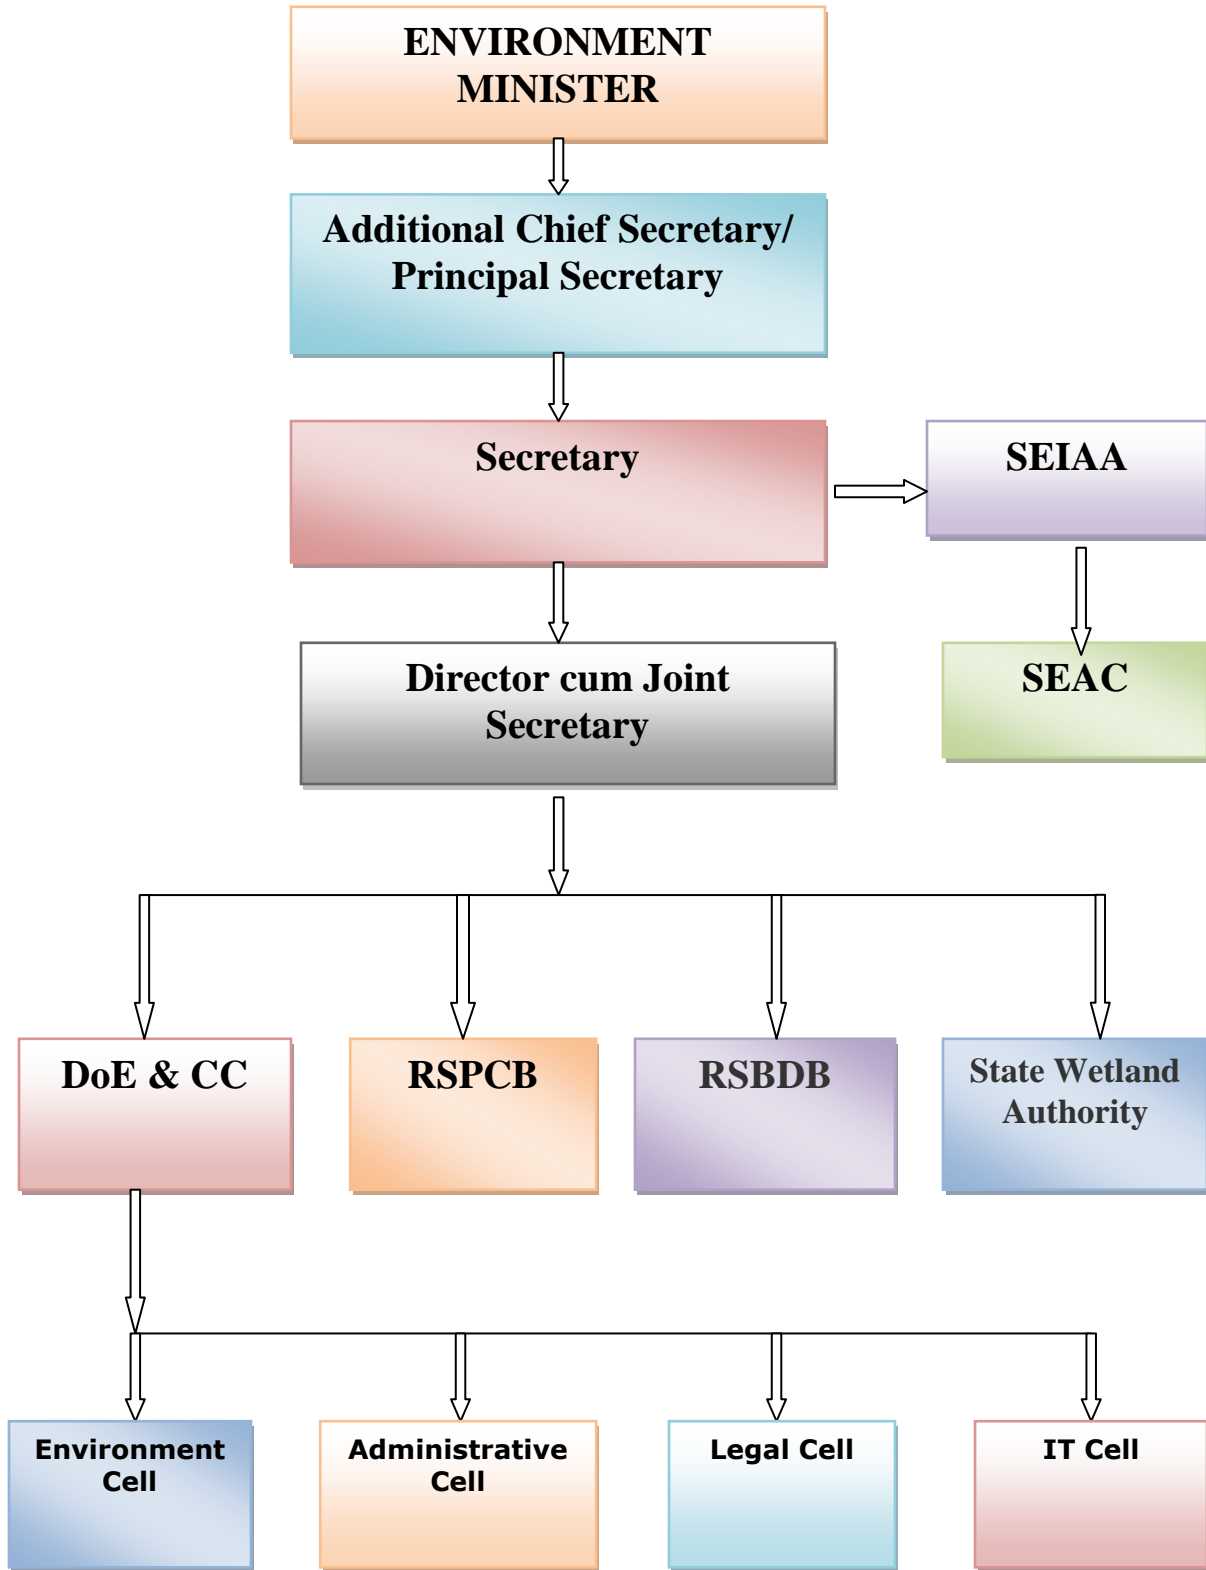 ENVIRONMENT
MINISTER
Additional Chief Secretary/
Principal Secretary
Secretary
SEIAA
Director cum Joint
Secretary
SEAC
DoE & CC
RSPCB
RSBDB
State Wetland
Authority
Environment
Cell
Administrative
Cell
Legal Cell
IT Cell